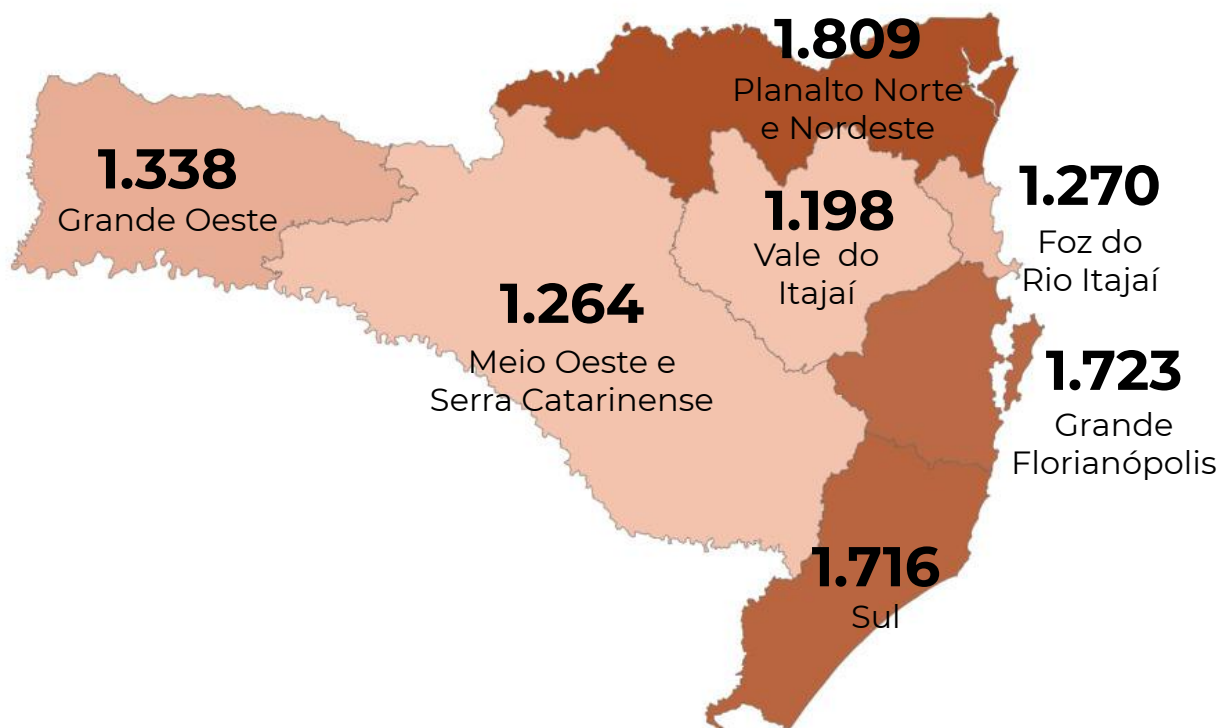 1.809
Planalto Norte
e Nordeste
1.338
Grande Oeste
1.198
Vale do
Itajaí
1.270
Foz do
Rio Itajaí
1.264
Meio Oeste e
Serra Catarinense
1.723
Grande
Florianópolis
1.716
Sul